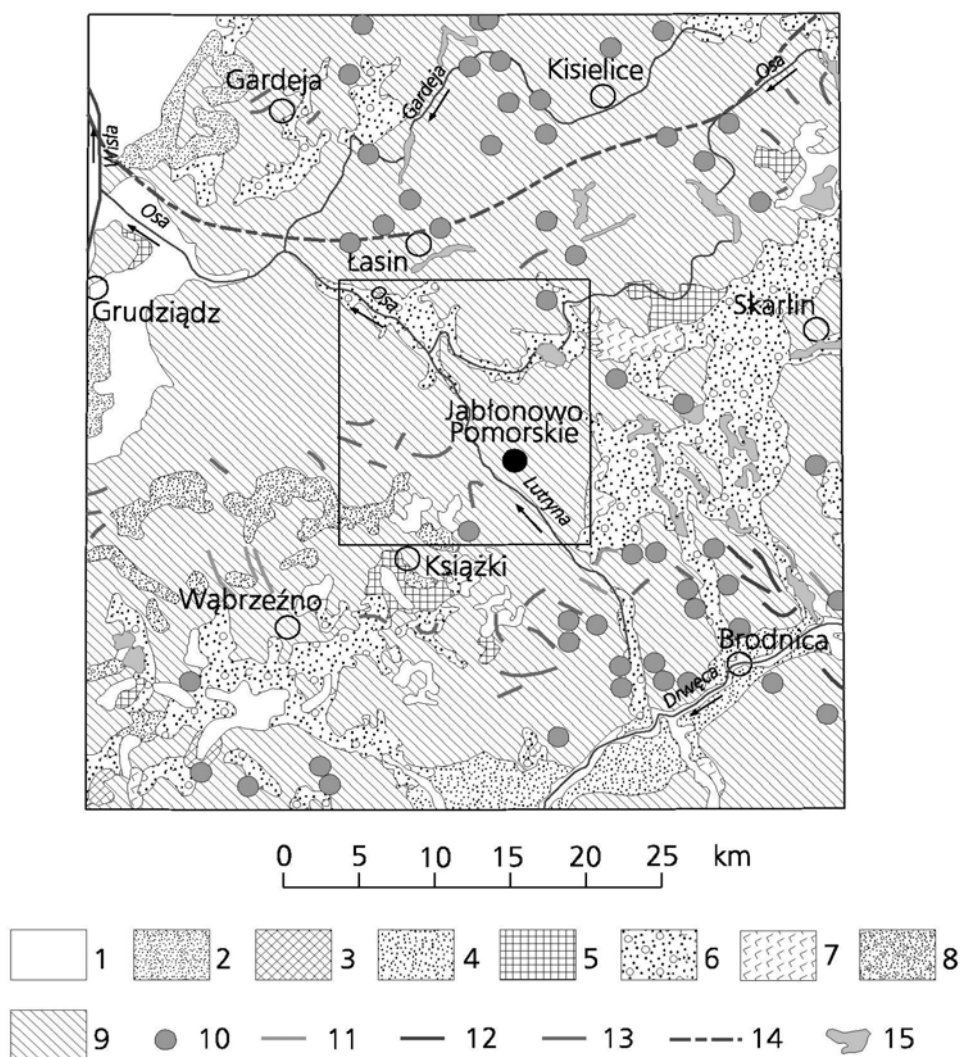 Gardeja
Gardeja
Kisielice
Osa
Wisła
Osa
Łasin
Grudziądz
Osa
Skarlin
Jabłonowo
Pomorskie
Lutryna
Książki
Wąbrzeźno
Brodnica
Drwęca
0 5 10 15 20 25 km
1 2 3 4 5 6 7 8
9 10 11 12 13 14 15